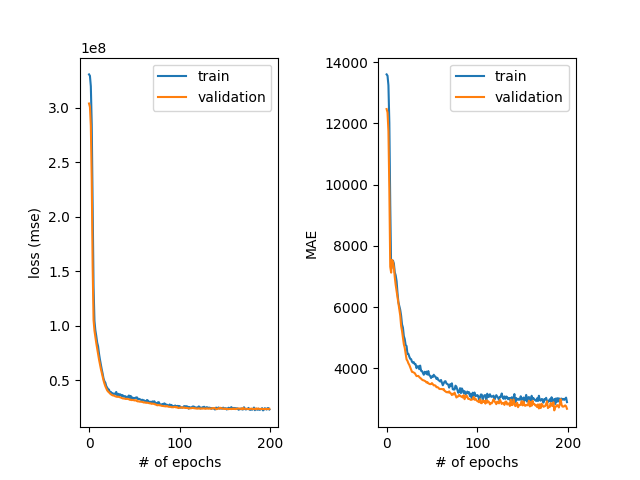 1e8
train
validation
3.0
2.5
2.0
1.5
1.0
0.5
loss (mse)
0
100
200
# of epochs
train
validation
14000
12000
10000
8000
6000
4000
MAE
0
100
200
# of epochs